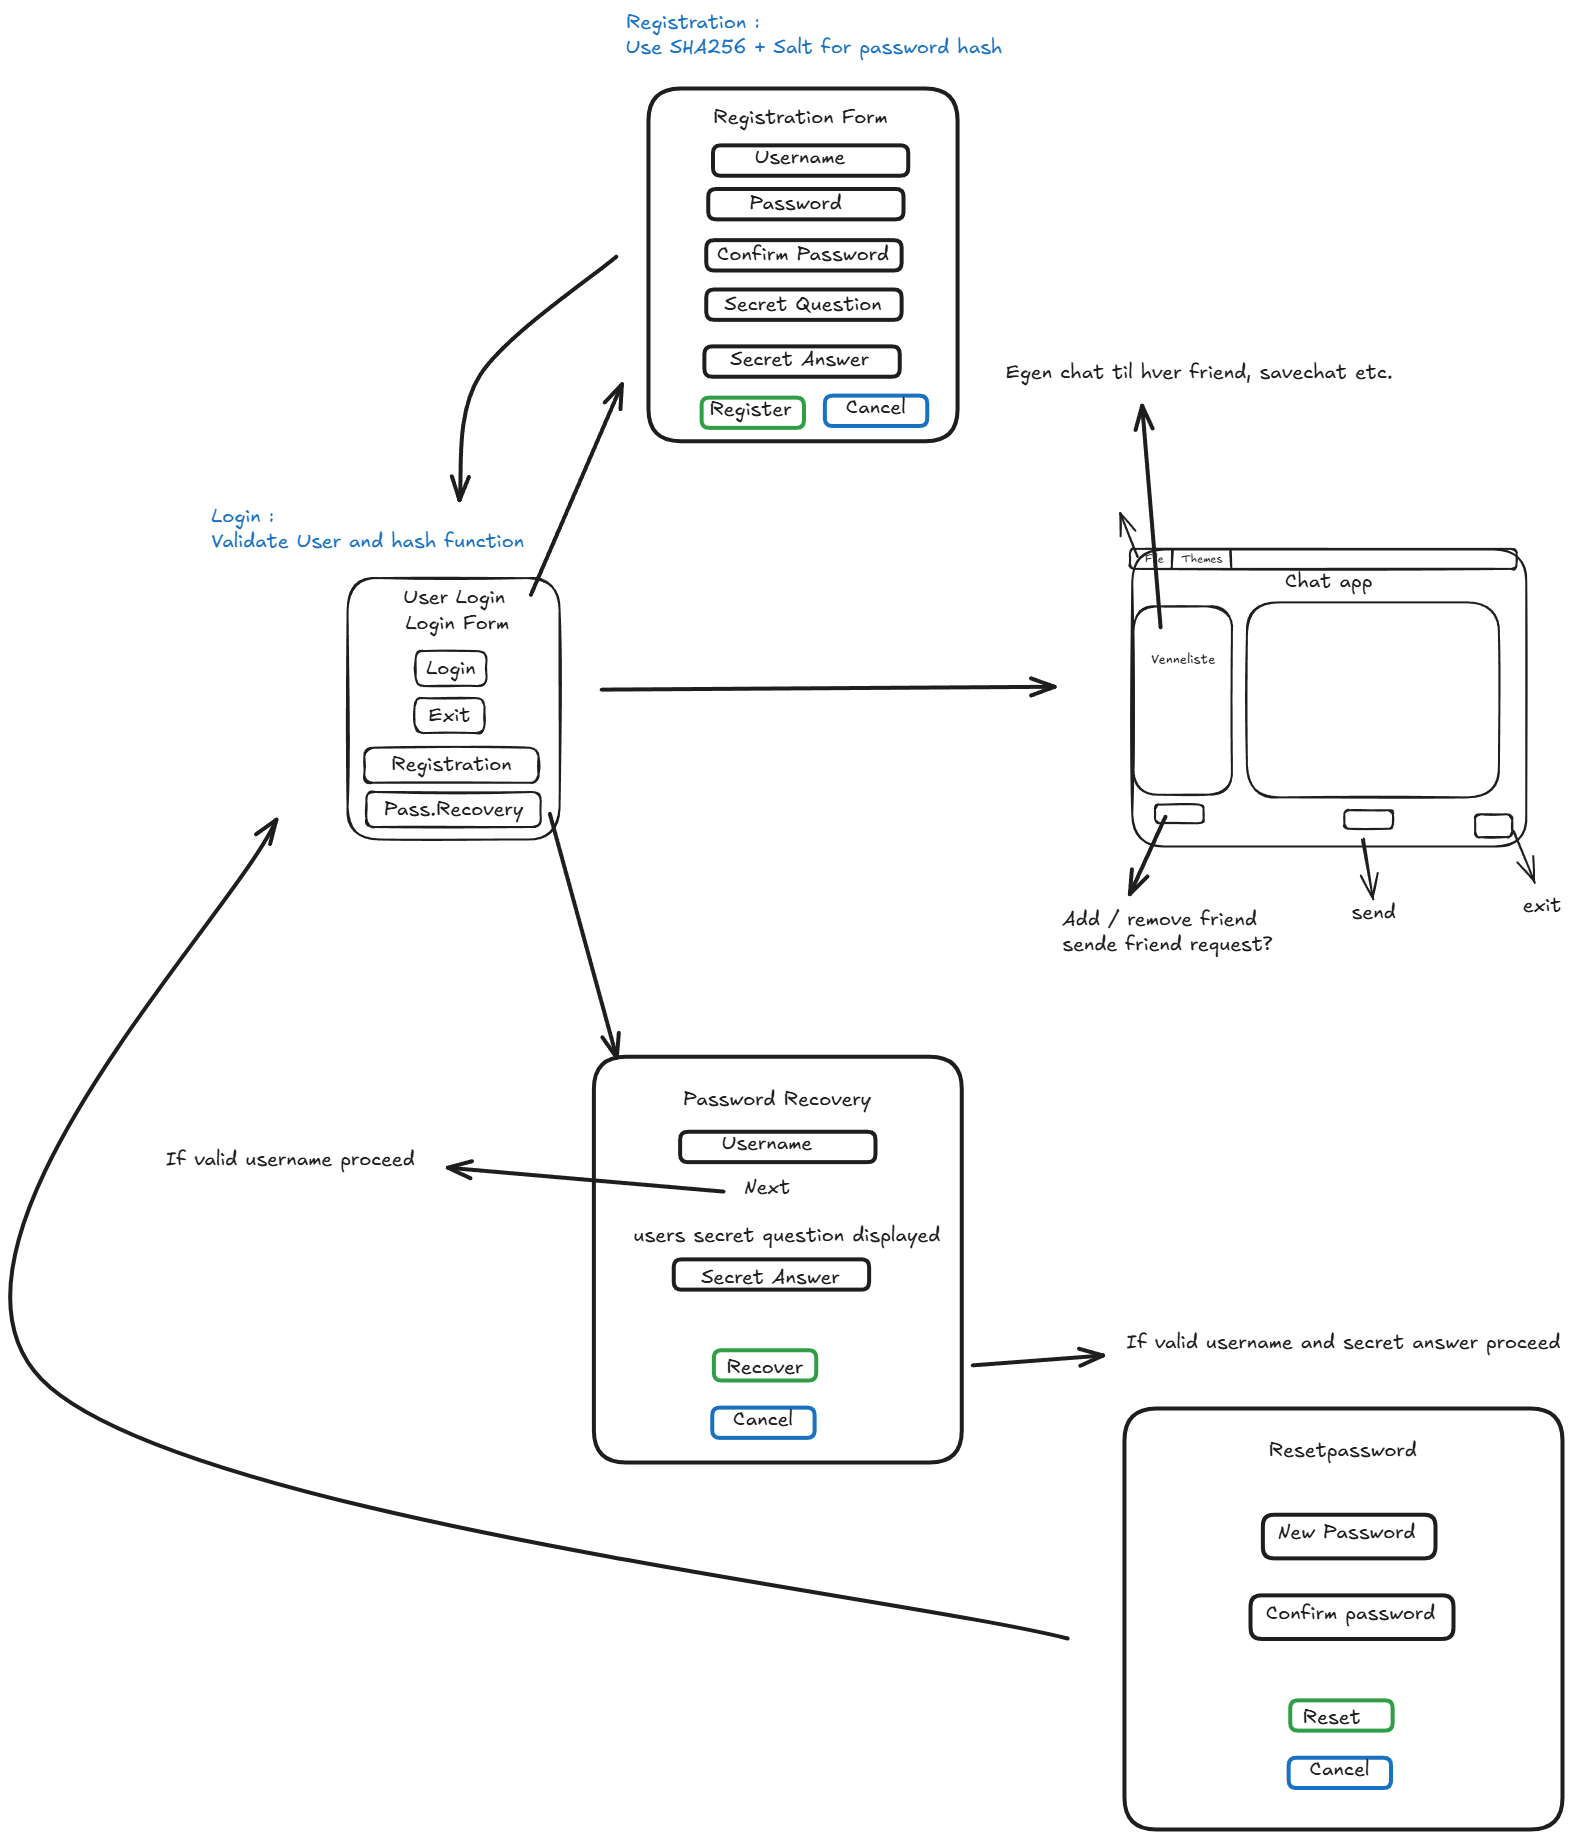 Registration :
Use SHA256 + Salt for password hash
Registration Form
Username
Password
Confirm Password
Secret Question
Secret Answer
Register
Cancel
Egen chat til hver friend, savechat etc.
Login :
Validate User and hash function
User Login
Login Form
Login
Exit
Registration
Pass.Recovery
File
Themes
Chat app
Venneliste
Add / remove friend
sende friend request?
send
exit
Password Recovery
Username
If valid username proceed
Next
users secret question displayed
Secret Answer
Recover
Cancel
If valid username and secret answer proceed
Resetpassword
New Password
Confirm password
Reset
Cancel